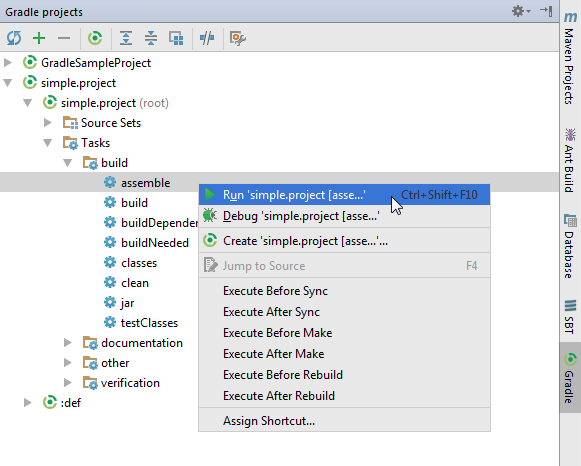 Gradle projects
GradleSampleProject
simple.project
simple.project (root)
Source Sets
Tasks
build
assemble
build
buildDepender
buildNeeded
classes
clean
jar
testClasses
documentation
other
verification
:def
Run 'simple.project [asse...' Ctrl+Shift+F10
Debug 'simple.project [asse...'
Create 'simple.project [asse...'...
Jump to Source F4
Execute Before Sync
Execute After Sync
Execute Before Make
Execute After Make
Execute Before Rebuild
Execute After Rebuild
Assign Shortcut...
m Maven Projects
Ant Build
Database
SBT
Gradle